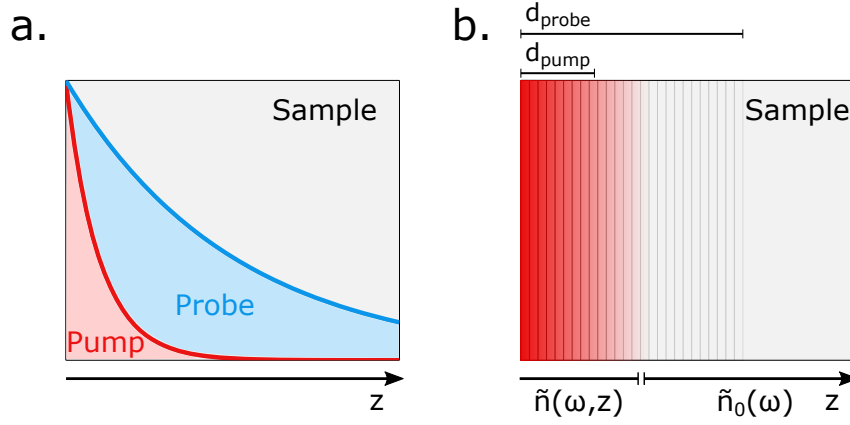 a.
Sample
Probe
Pump
z
b.
d_probe
d_pump
Sample
ñ(ω,z)
ñ₀(ω)
z